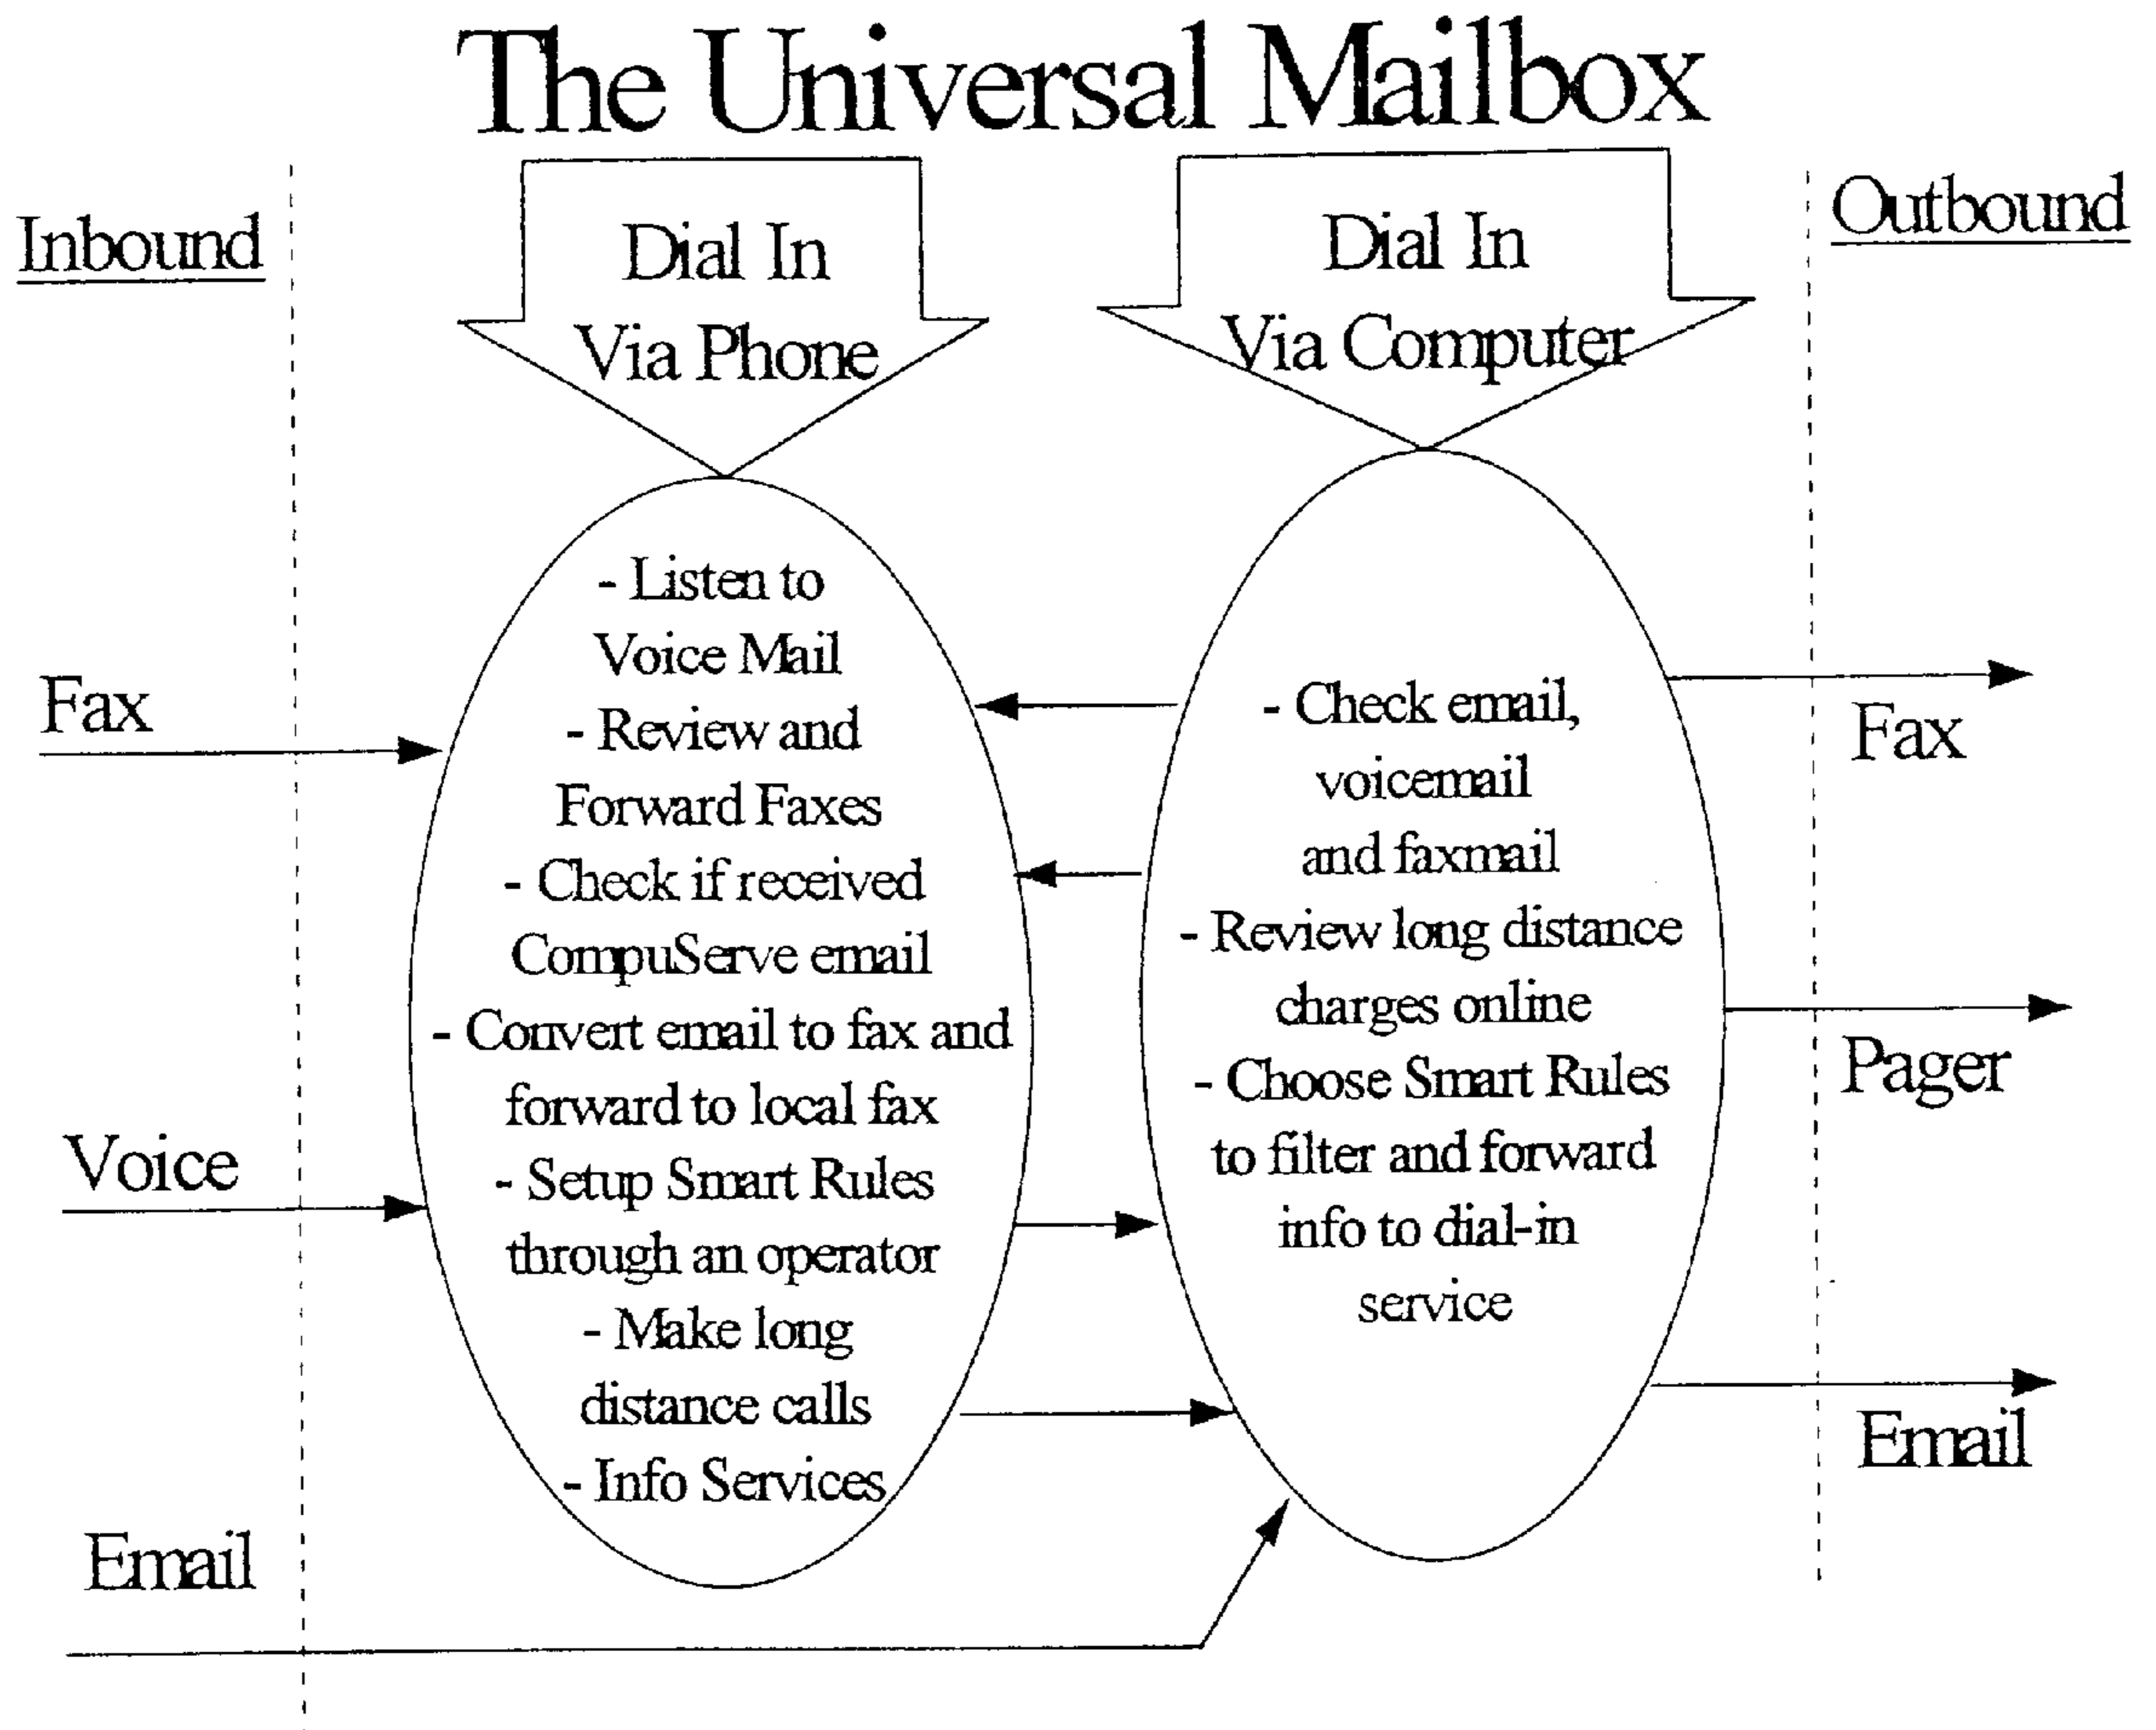 The Universal Mailbox
Inbound
Dial In
Via Phone
Dial In
Via Computer
Outbound
Fax
Voice
Email
- Listen to
Voice Mail
- Review and
Forward Faxes
- Check if received
CompuServe email
- Convert email to fax and
forward to local fax
- Setup Smart Rules
through an operator
- Make long
distance calls
- Info Services
- Check email,
voicemail
and faxmail
- Review long distance
charges online
- Choose Smart Rules
to filter and forward
info to dial-in
service
Fax
Pager
Email